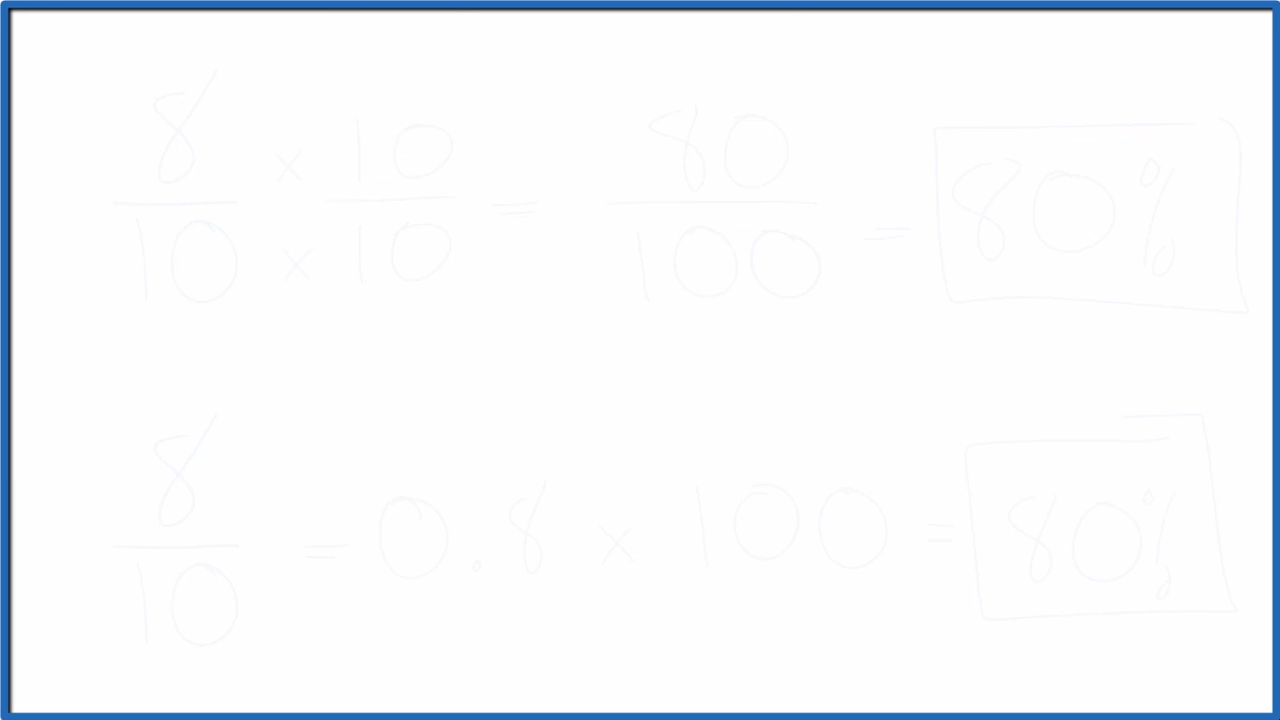 8/10 × 10/10 = 80/100 = 80%
8/10 = 0.8 × 100 = 80%